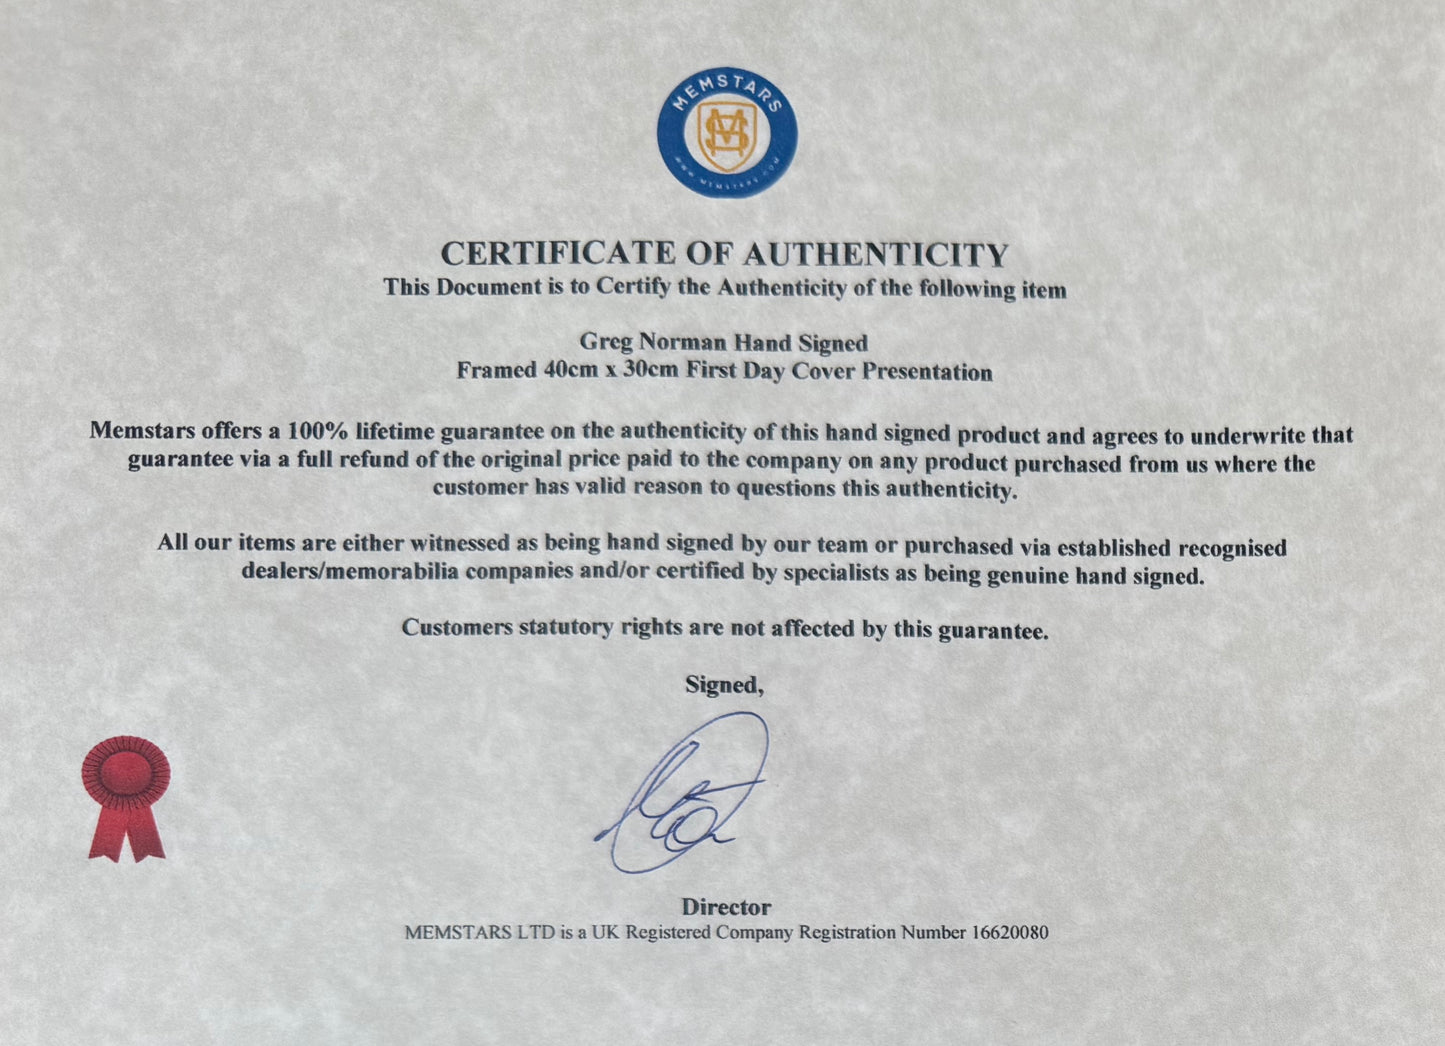 MEMSTARS
WWW.MEMSTARS.COM
CERTIFICATE OF AUTHENTICITY
This Document is to Certify the Authenticity of the following item
Greg Norman Hand Signed
Framed 40cm x 30cm First Day Cover Presentation
Memstars offers a 100% lifetime guarantee on the authenticity of this hand signed product and agrees to underwrite that
guarantee via a full refund of the original price paid to the company on any product purchased from us where the
customer has valid reason to questions this authenticity.
All our items are either witnessed as being hand signed by our team or purchased via established recognised
dealers/memorabilia companies and/or certified by specialists as being genuine hand signed.
Customers statutory rights are not affected by this guarantee.
Signed,
Director
MEMSTARS LTD is a UK Registered Company Registration Number 16620080